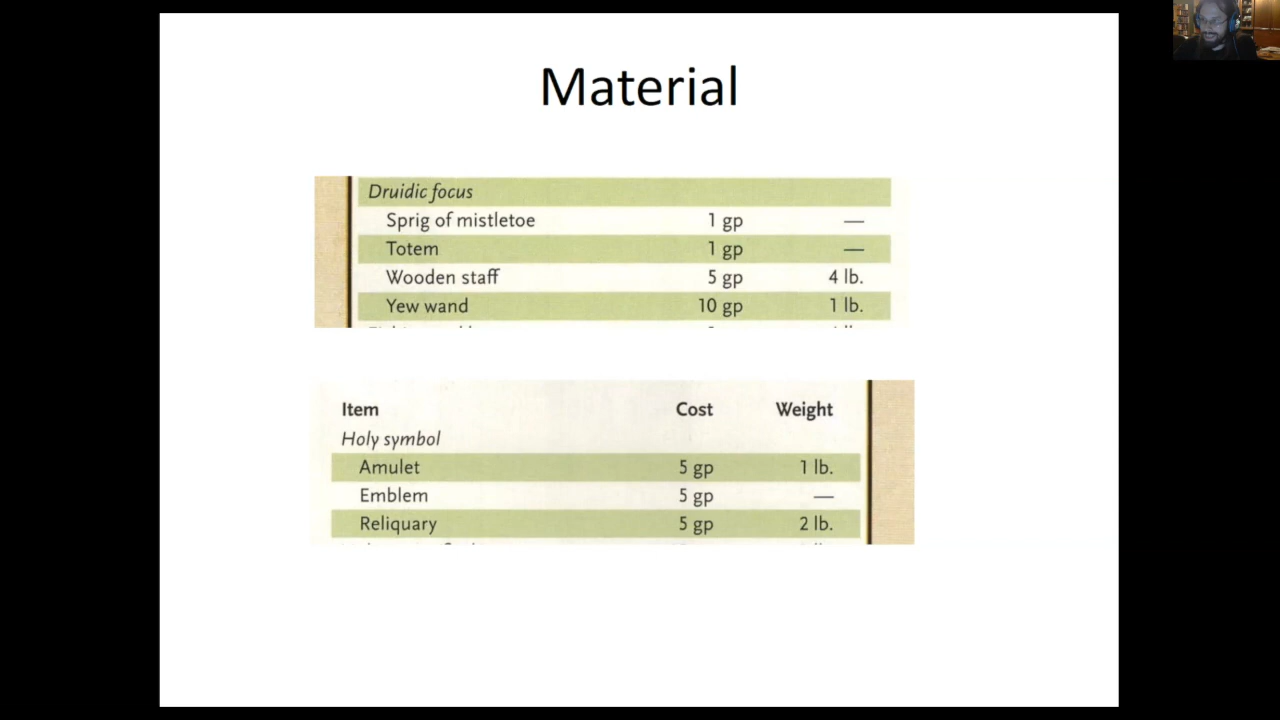 Material
Druidic focus
Sprig of mistletoe 1 gp —
Totem 1 gp —
Wooden staff 5 gp 4 lb.
Yew wand 10 gp 1 lb.
Item Cost Weight
Holy symbol
Amulet 5 gp 1 lb.
Emblem 5 gp —
Reliquary 5 gp 2 lb.